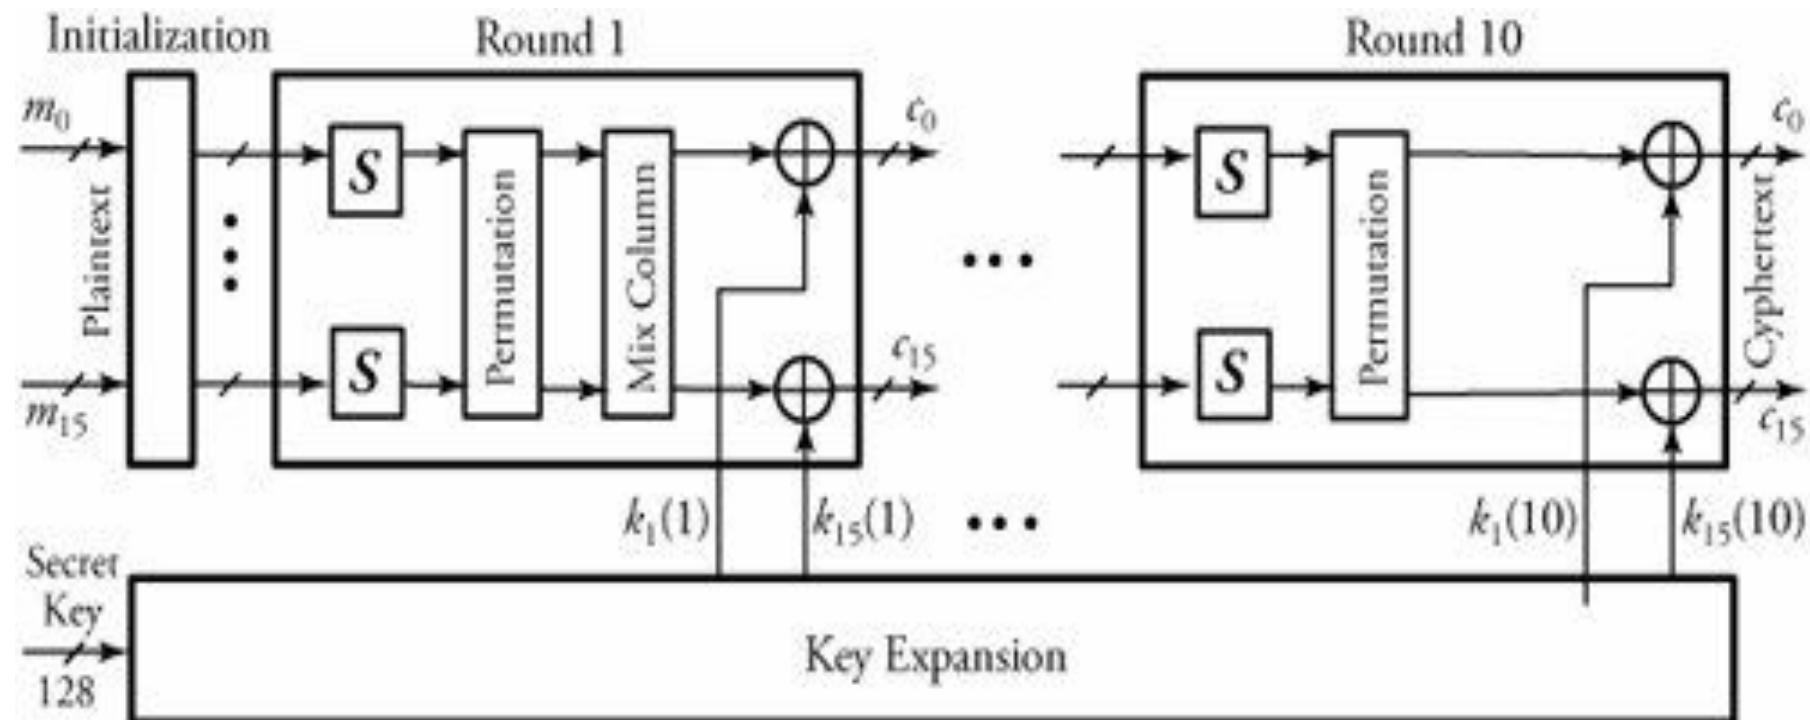 Initialization
Round 1
Round 10
m₀
Plaintext
m₁₅
S
S
Permutation
Mix Column
c₀
c₁₅
S
S
Permutation
c₀
Cyphertext
c₁₅
k₁(1)
k₁₅(1)
k₁(10)
k₁₅(10)
Secret
Key
128
Key Expansion